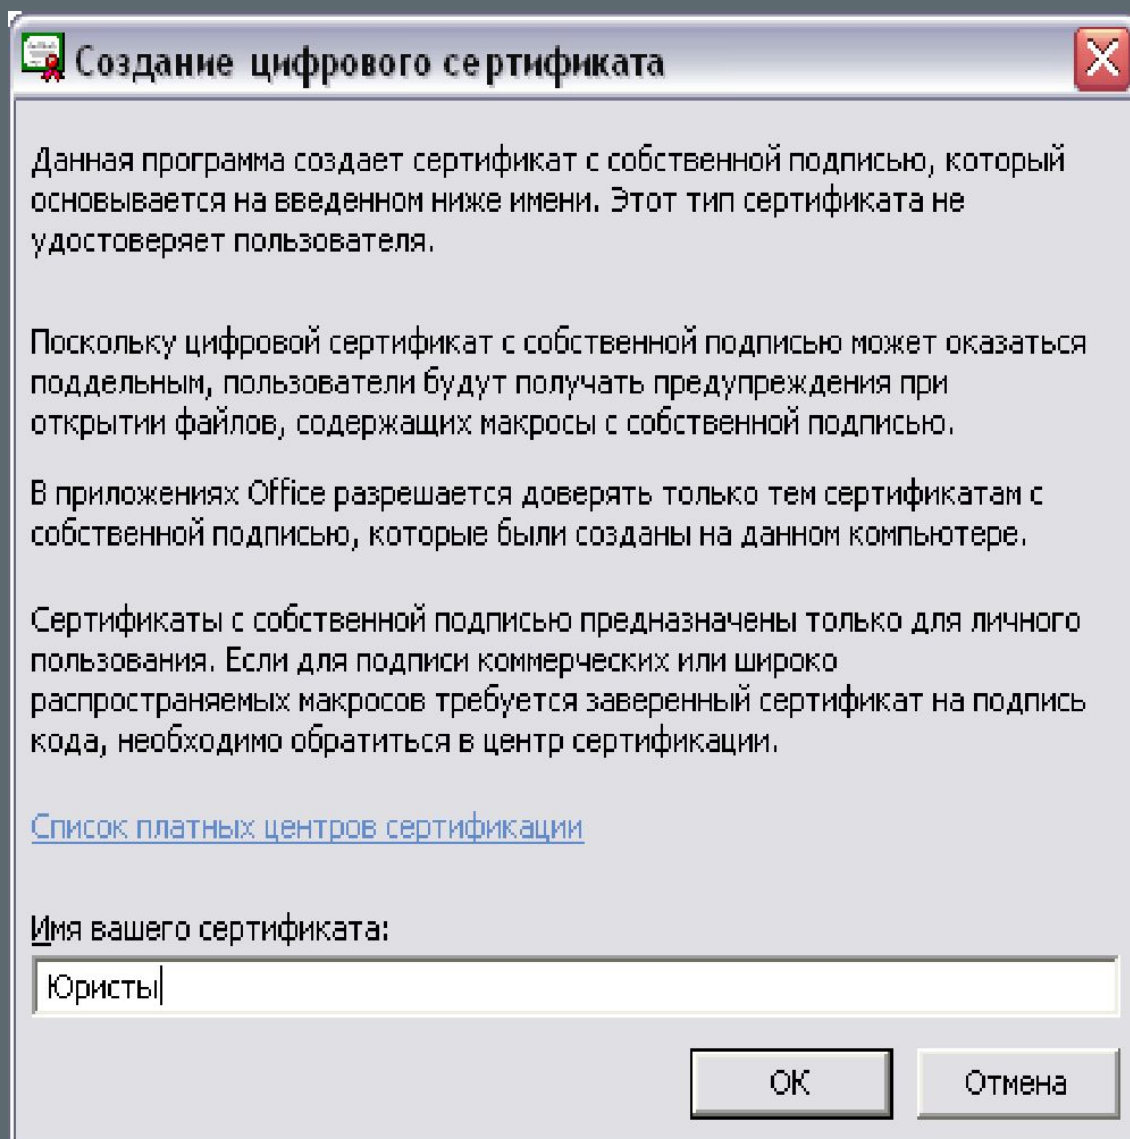 Создание цифрового сертификата
Данная программа создает сертификат с собственной подписью, который
основывается на введенном ниже имени. Этот тип сертификата не
удостоверяет пользователя.
Поскольку цифровой сертификат с собственной подписью может оказаться
поддельным, пользователи будут получать предупреждения при
открытии файлов, содержащих макросы с собственной подписью.
В приложениях Office разрешается доверять только тем сертификатам с
собственной подписью, которые были созданы на данном компьютере.
Сертификаты с собственной подписью предназначены только для личного
пользования. Если для подписи коммерческих или широко
распространяемых макросов требуется заверенный сертификат на подпись
кода, необходимо обратиться в центр сертификации.
Список платных центров сертификации
Имя вашего сертификата:
Юристы
ОК Отмена